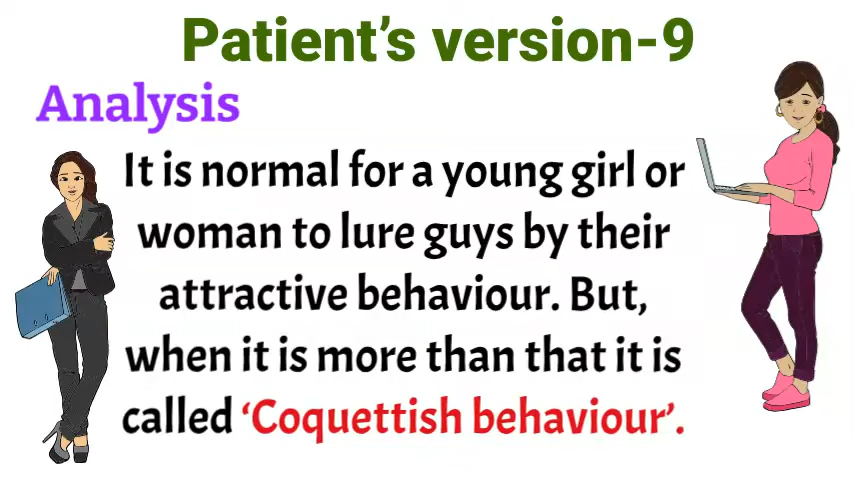 Patient’s version-9
Analysis
It is normal for a young girl or
woman to lure guys by their
attractive behaviour. But,
when it is more than that it is
called ‘Coquettish behaviour’.